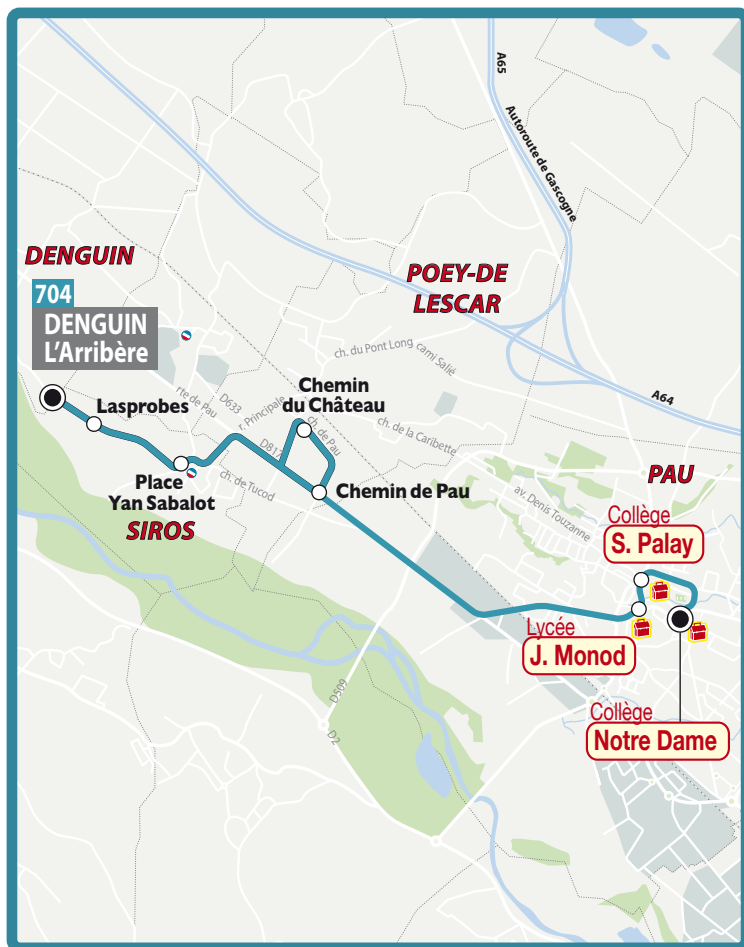 A65
Autoroute de Gascogne
DENGUIN
704
DENGUIN
L'Arribère
POEY-DE
LESCAR
ch. du Pont Long
cami Salié
A64
rte de Pau
D633
r. Principale
Chemin
du Château
ch. de Pau
ch. de la Caribette
Lasprobes
D817
Place
Yan Sabalot
SIROS
ch. de Tucod
Chemin de Pau
av. Denis Touzanne
PAU
Collège
S. Palay
Lycée
J. Monod
Collège
Notre Dame
D509
D2